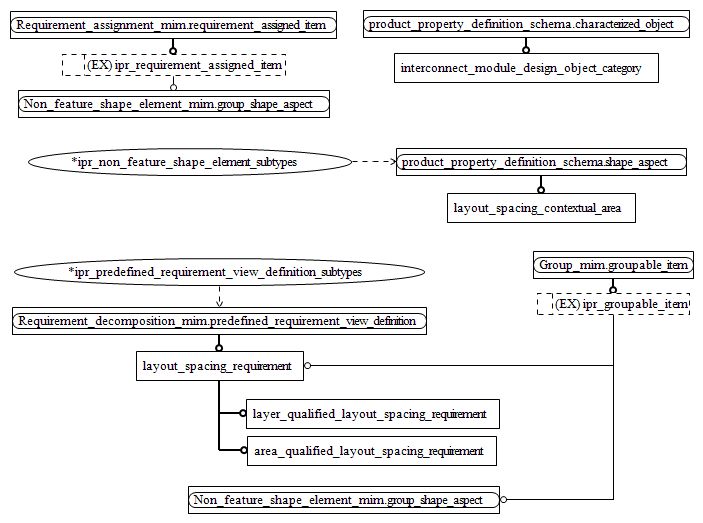 Requirement_assignment_mim.requirement_assigned_item
product_property_definition_schema.characterized_object
(EX) ipr_requirement_assigned_item
interconnect_module_design_object_category
Non_feature_shape_element_mim.group_shape_aspect
*ipr_non_feature_shape_element_subtypes
product_property_definition_schema.shape_aspect
layout_spacing_contextual_area
*ipr_predefined_requirement_view_definition_subtypes
Group_mim.groupable_item
(EX) ipr_groupable_item
Requirement_decomposition_mim.predefined_requirement_view_definition
layout_spacing_requirement
layer_qualified_layout_spacing_requirement
area_qualified_layout_spacing_requirement
Non_feature_shape_element_mim.group_shape_aspect